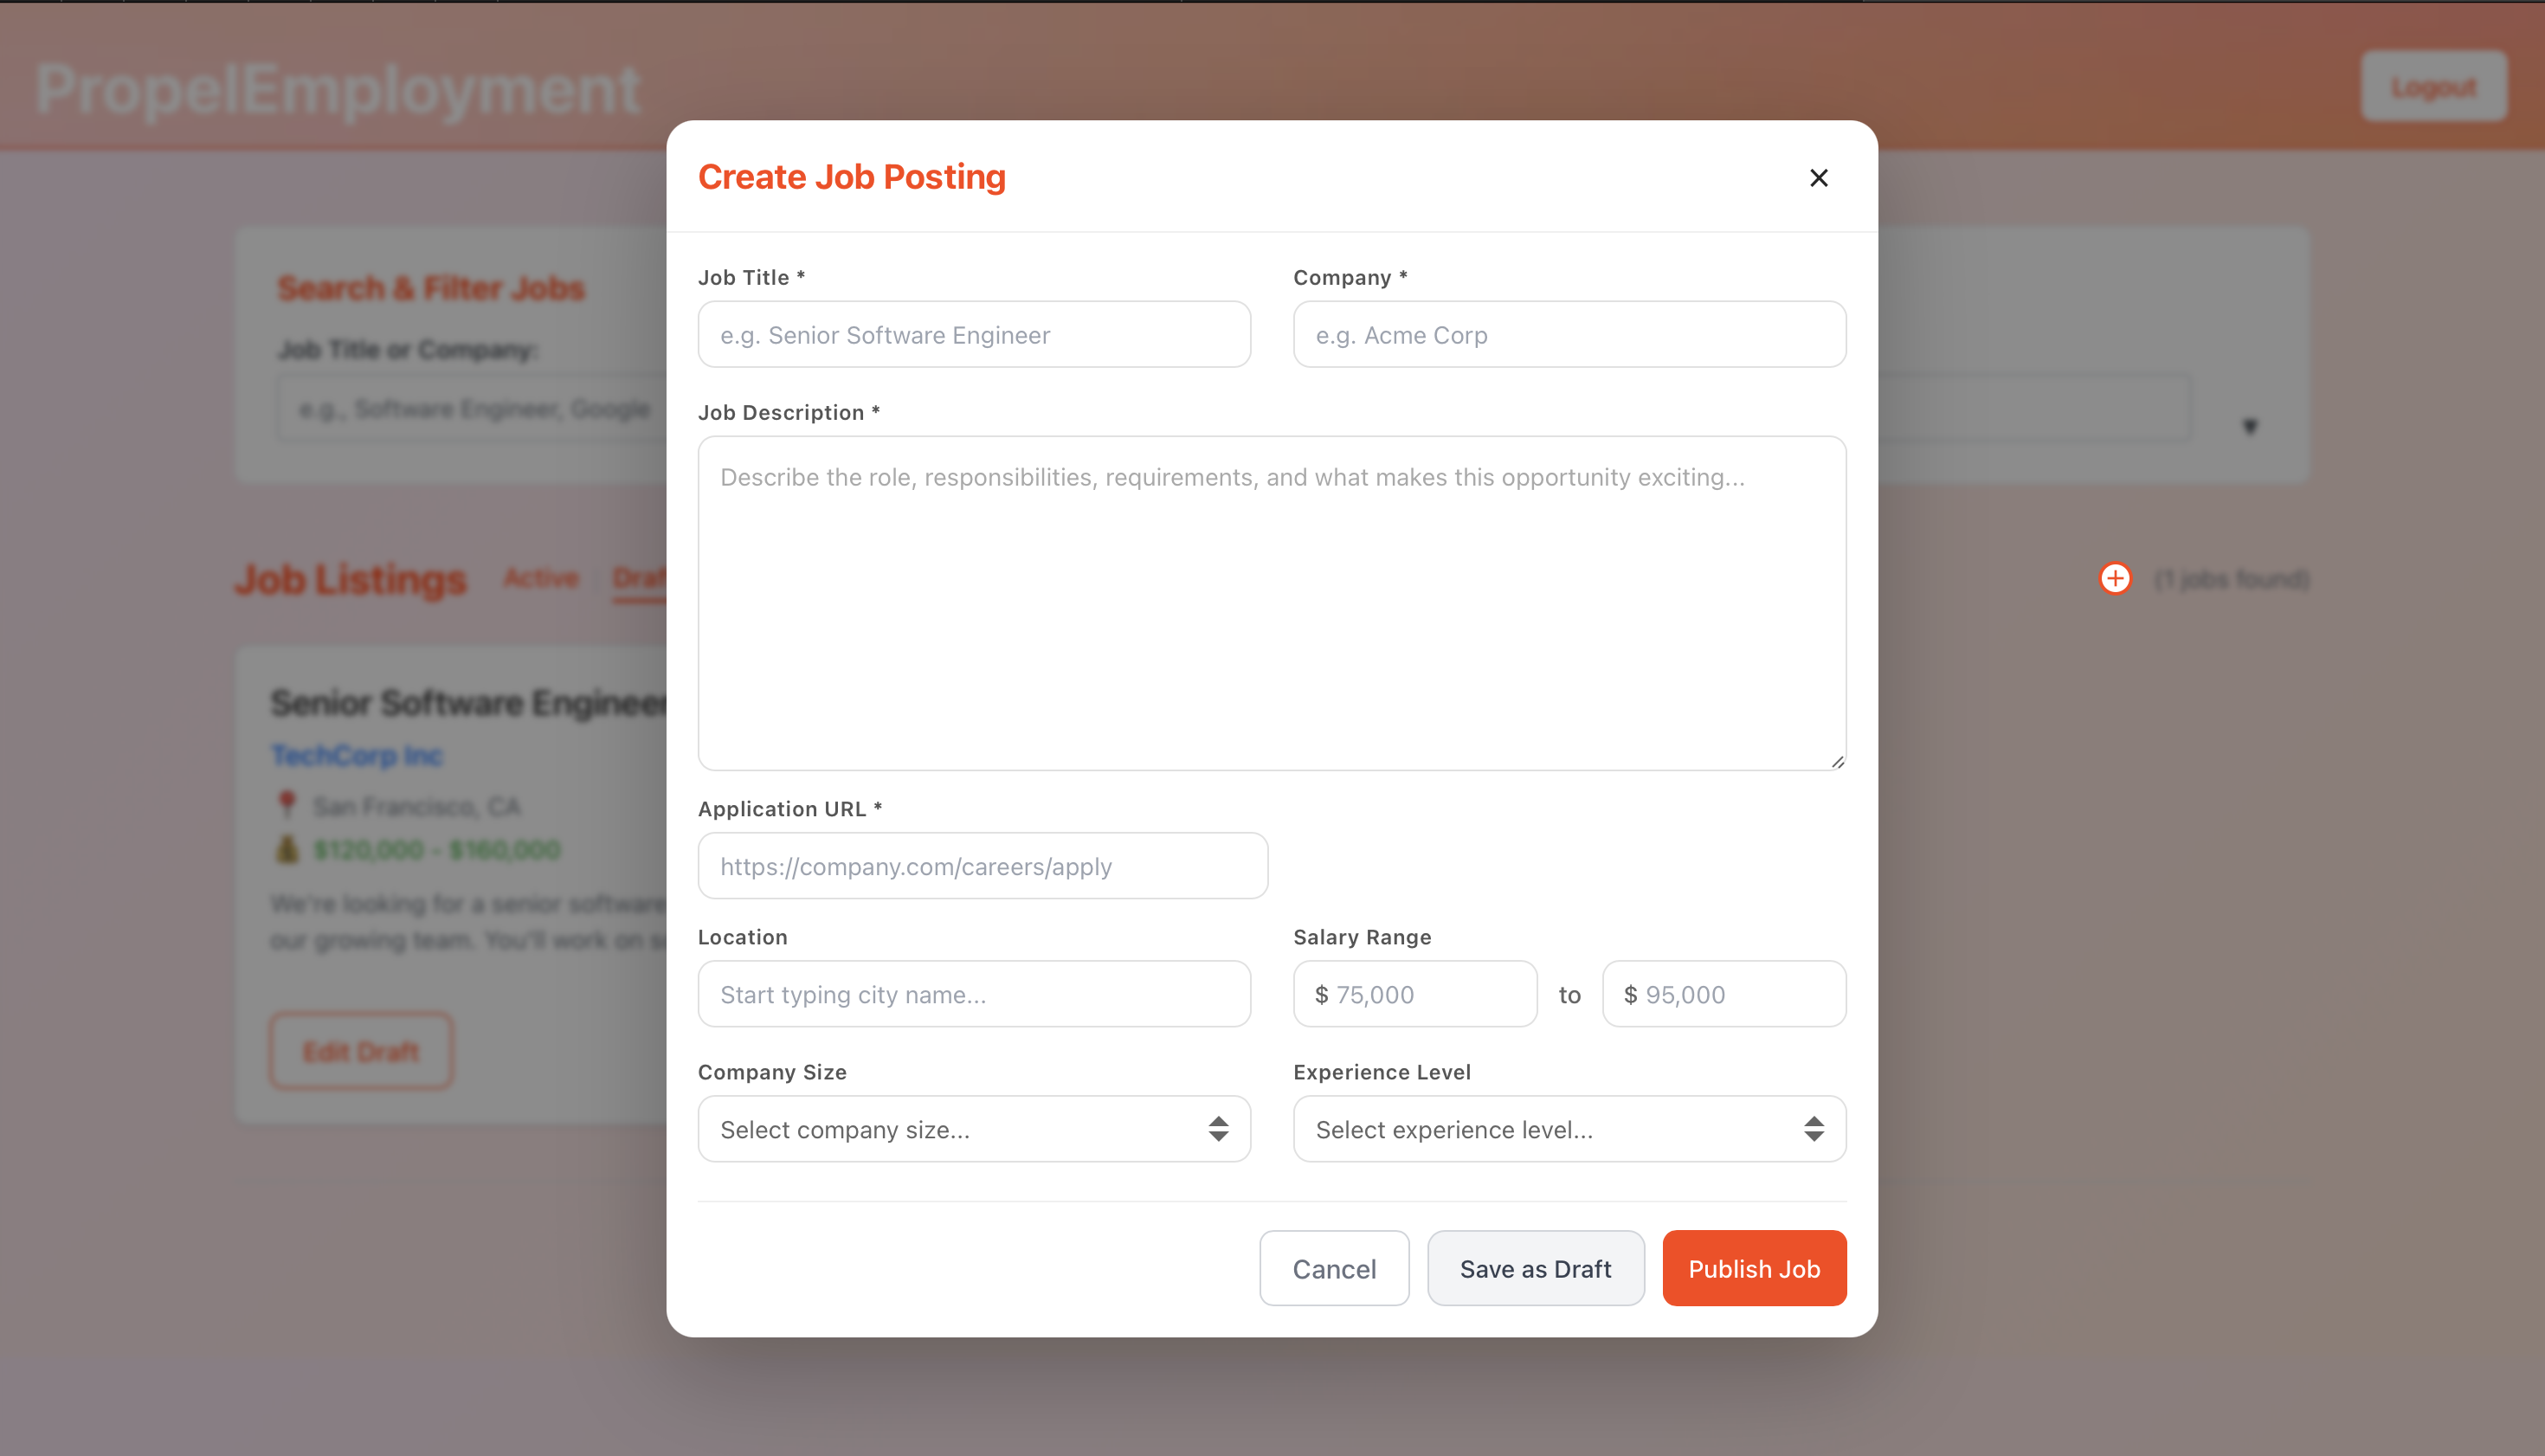 PropelEmployment
Logout
Create Job Posting
Search & Filter Jobs
Job Title or Company:
e.g., Software Engineer, Google
Job Title *
Company *
e.g. Senior Software Engineer
e.g. Acme Corp
Job Description *
Describe the role, responsibilities, requirements, and what makes this opportunity exciting...
Job Listings
Active
(1 jobs found)
Senior Software Engineer
TechCorp Inc
San Francisco, CA
$120,000 - $160,000
We're looking for a senior software
our growing team. You'll work on
Edit Draft
Application URL *
https://company.com/careers/apply
Location
Salary Range
Start typing city name...
$ 75,000
to
$ 95,000
Company Size
Experience Level
Select company size...
Select experience level...
Cancel
Save as Draft
Publish Job